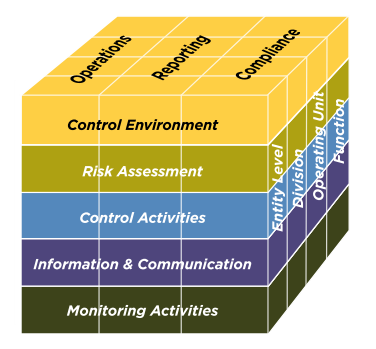 Operations
Reporting
Compliance
Control Environment
Risk Assessment
Control Activities
Information & Communication
Monitoring Activities
Entity Level
Division
Operating Unit
Function